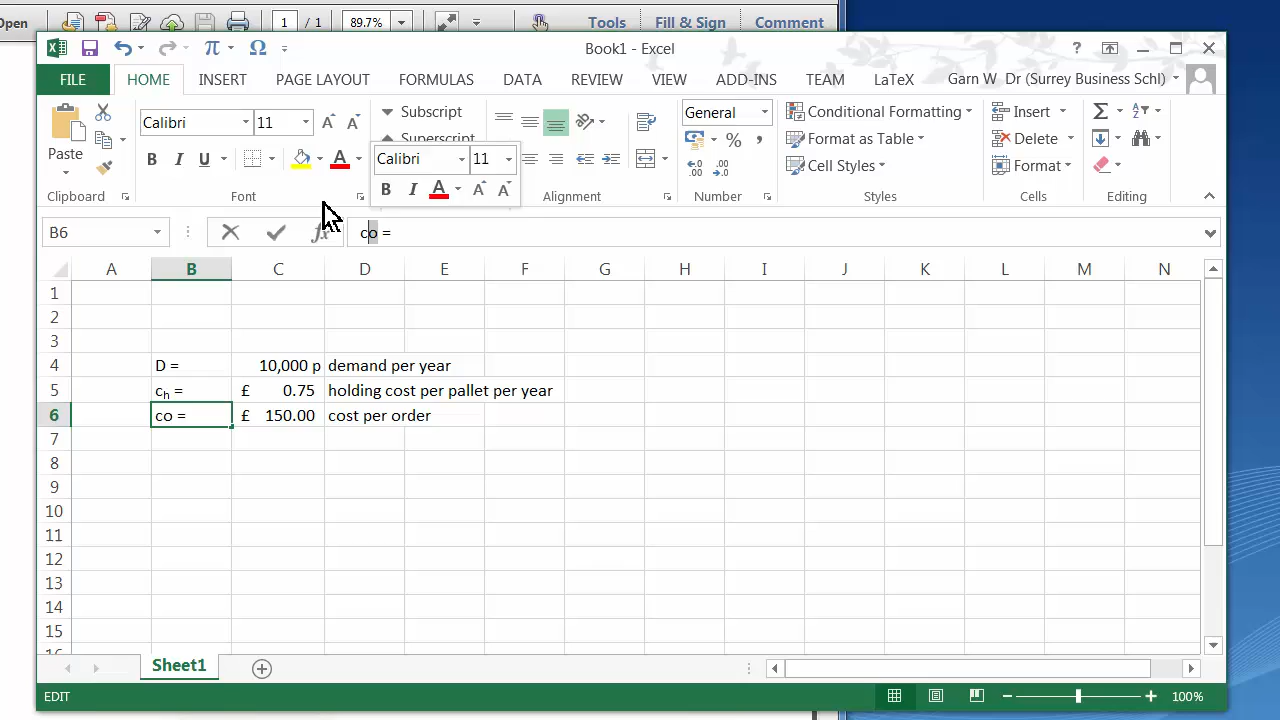 Open 1 / 1 89.7% Tools Fill & Sign Comment
Book1 - Excel ?
FILE HOME INSERT PAGE LAYOUT FORMULAS DATA REVIEW VIEW ADD-INS TEAM LaTeX Garn W Dr (Surrey Business Schl)
Paste
Calibri 11
B I U A
Subscript
Superscript
Calibri 11
B I A
General
%
Conditional Formatting
Format as Table
Cell Styles
Insert
Delete
Format
Clipboard Font Alignment Number Styles Cells Editing
B6 fx co =
A B C D E F G H I J K L M N
1
2
3
4 D = 10,000 p demand per year
5 ch = £ 0.75 holding cost per pallet per year
6 co = £ 150.00 cost per order
7
8
9
10
11
12
13
14
15
Sheet1
EDIT 100%